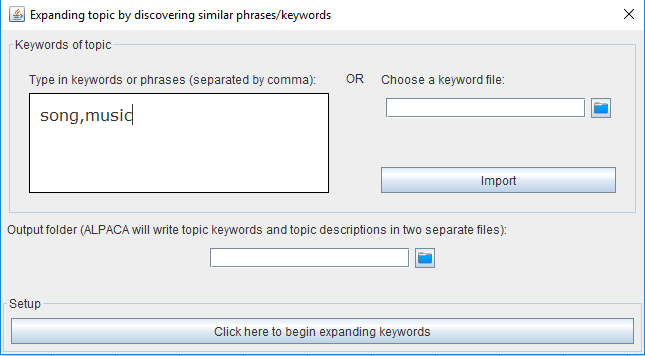 Expanding topic by discovering similar phrases/keywords
Keywords of topic
Type in keywords or phrases (separated by comma):
OR
Choose a keyword file:
song,music
Import
Output folder (ALPACA will write topic keywords and topic descriptions in two separate files):
Setup
Click here to begin expanding keywords